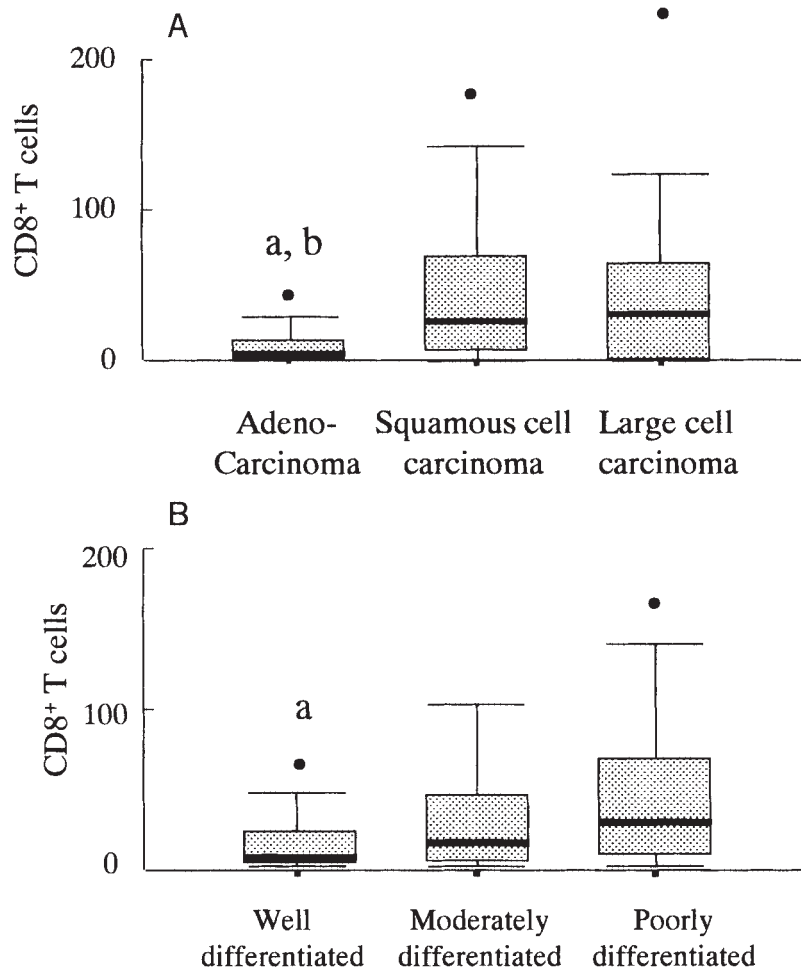 A
200
100
0
CD8+ T cells
a, b
Adeno-
Carcinoma
Squamous cell
carcinoma
Large cell
carcinoma
B
200
100
0
CD8+ T cells
a
Well
differentiated
Moderately
differentiated
Poorly
differentiated